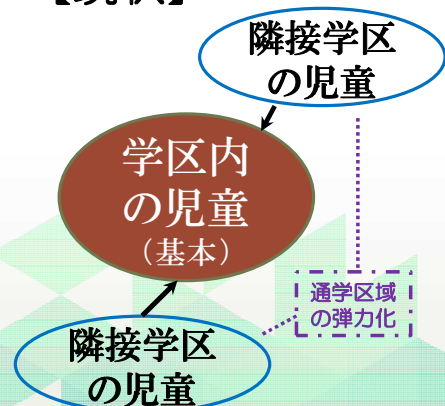 隣接学区
の児童
学区内
の児童
（基本）
通学区域
の弾力化
隣接学区
の児童